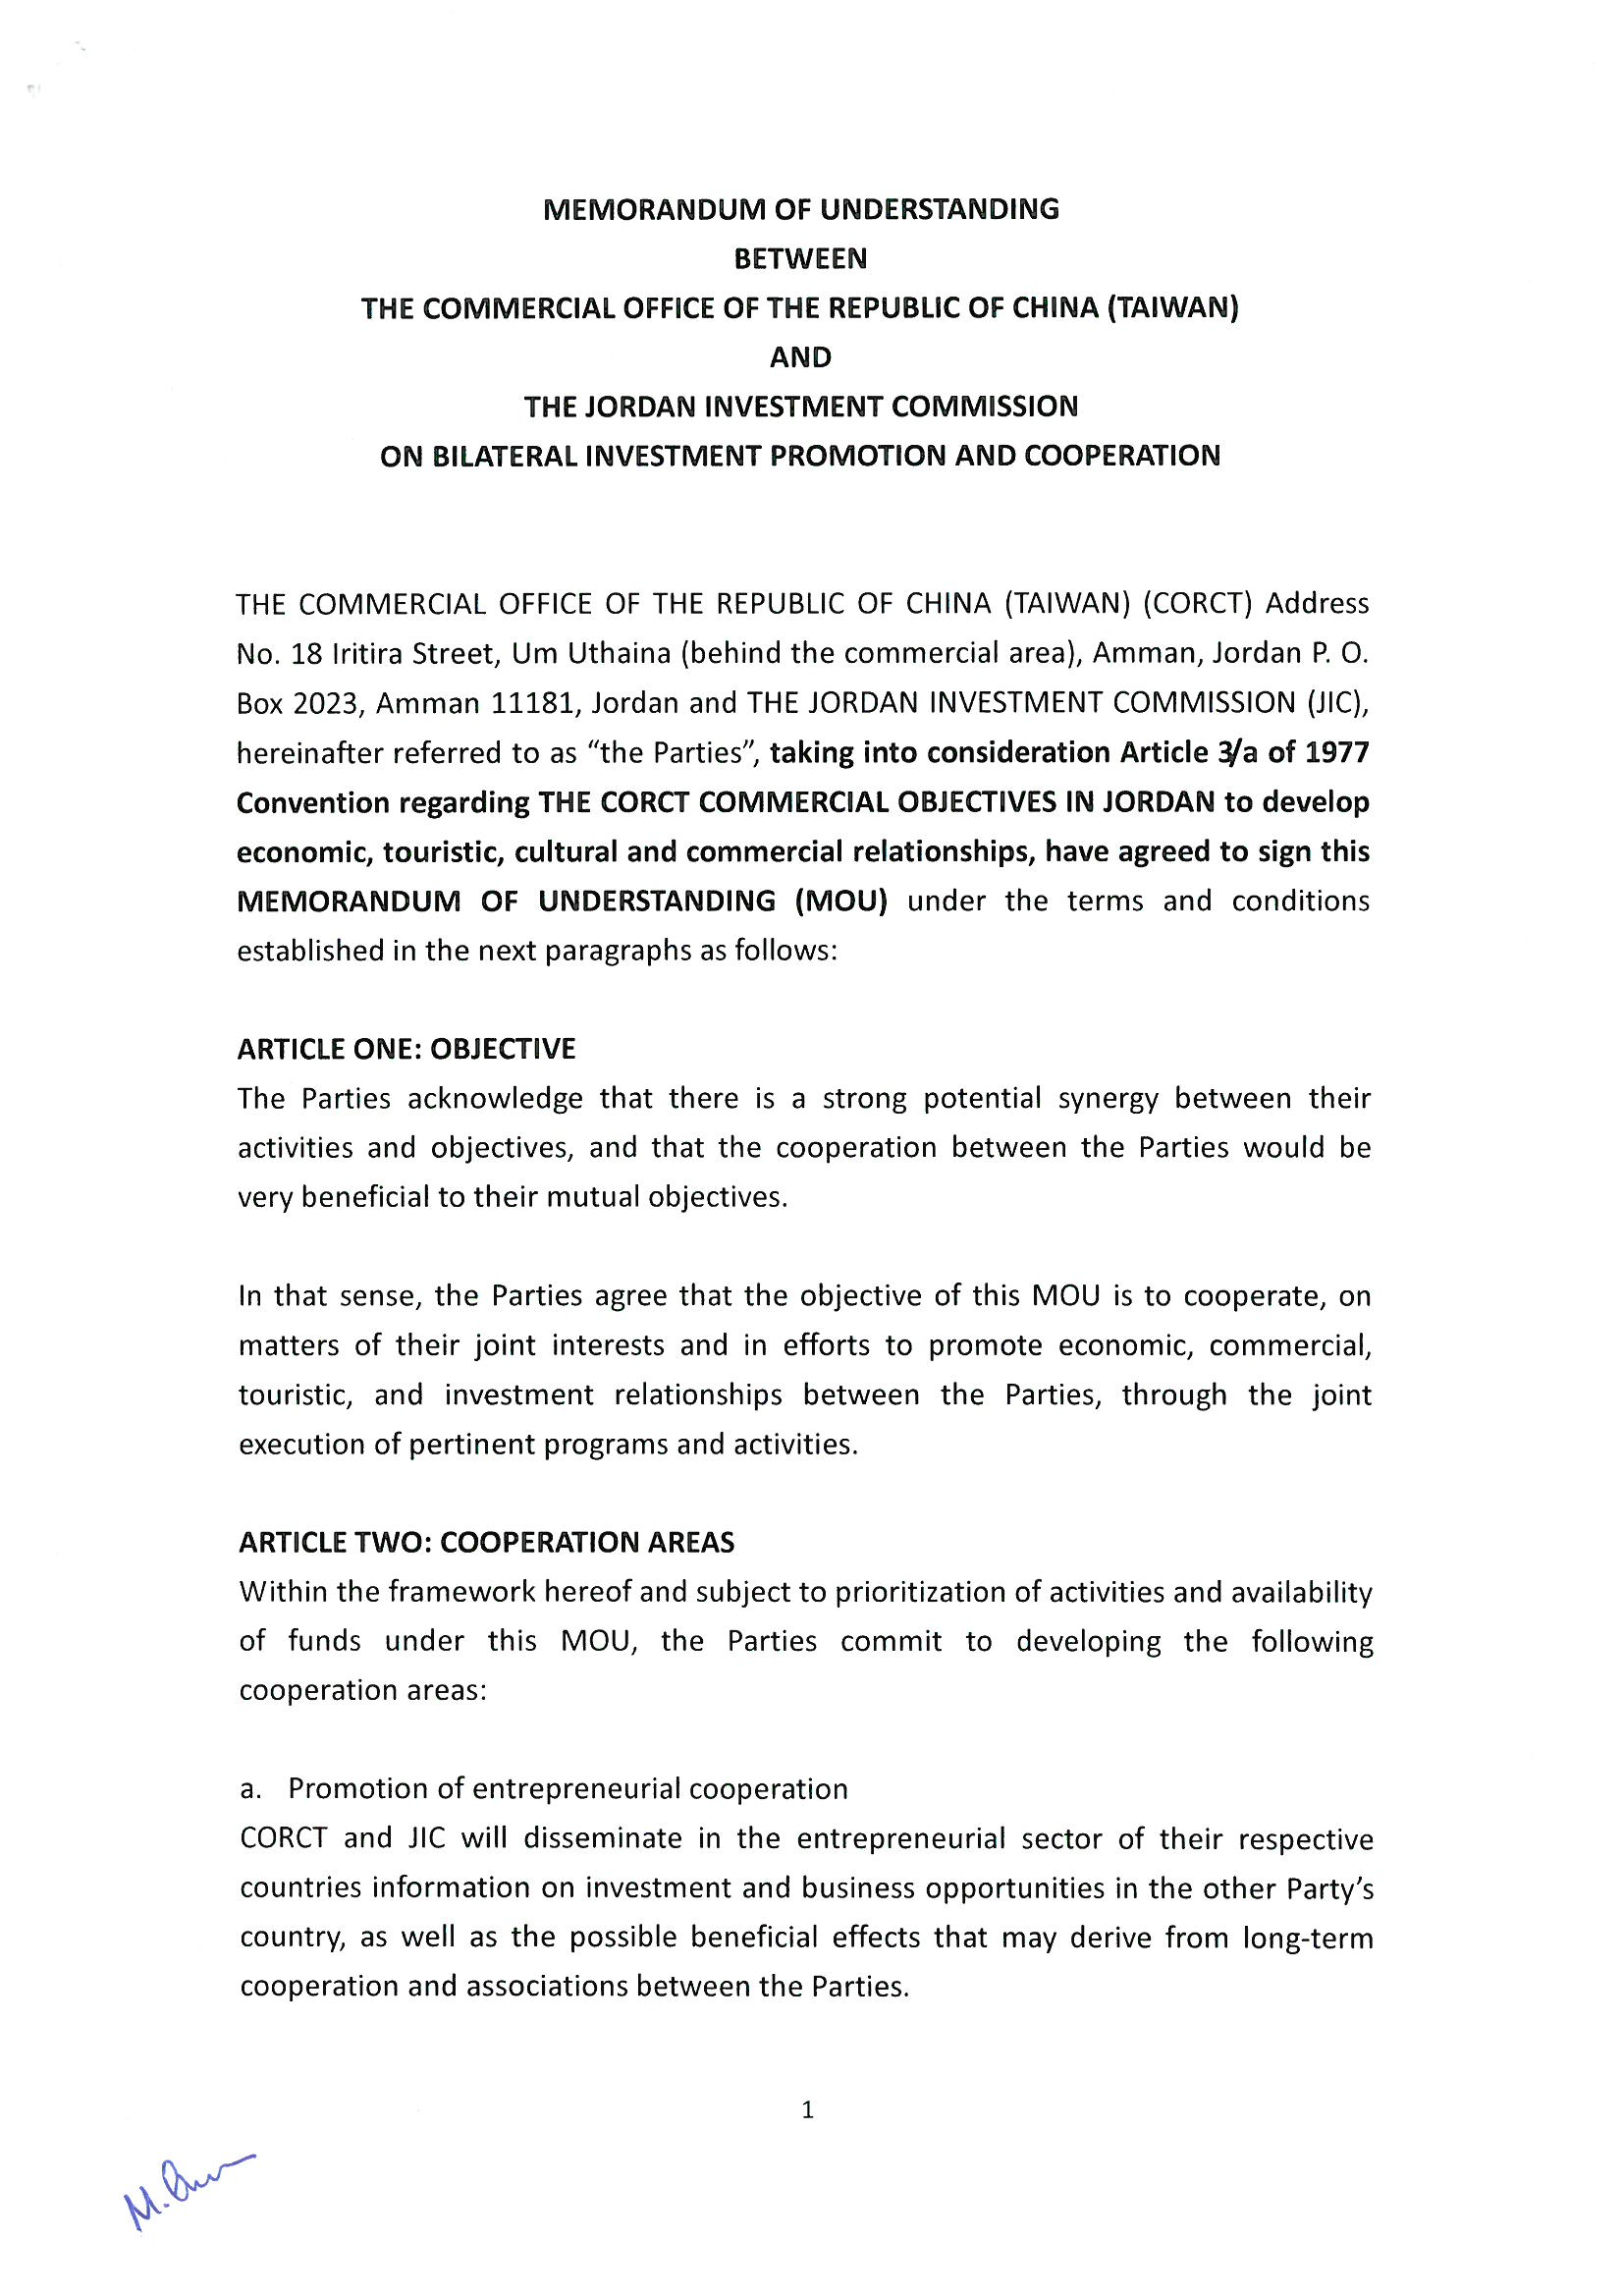 MEMORANDUM OF UNDERSTANDING
BETWEEN
THE COMMERCIAL OFFICE OF THE REPUBLIC OF CHINA (TAIWAN)
AND
THE JORDAN INVESTMENT COMMISSION
ON BILATERAL INVESTMENT PROMOTION AND COOPERATION
THE COMMERCIAL OFFICE OF THE REPUBLIC OF CHINA (TAIWAN) (CORCT) Address
No. 18 Iritira Street, Um Uthaina (behind the commercial area), Amman, Jordan P. O.
Box 2023, Amman 11181, Jordan and THE JORDAN INVESTMENT COMMISSION (JIC),
hereinafter referred to as “the Parties”, taking into consideration Article 3/a of 1977
Convention regarding THE CORCT COMMERCIAL OBJECTIVES IN JORDAN to develop
economic, touristic, cultural and commercial relationships, have agreed to sign this
MEMORANDUM OF UNDERSTANDING (MOU) under the terms and conditions
established in the next paragraphs as follows:
ARTICLE ONE: OBJECTIVE
The Parties acknowledge that there is a strong potential synergy between their
activities and objectives, and that the cooperation between the Parties would be
very beneficial to their mutual objectives.
In that sense, the Parties agree that the objective of this MOU is to cooperate, on
matters of their joint interests and in efforts to promote economic, commercial,
touristic, and investment relationships between the Parties, through the joint
execution of pertinent programs and activities.
ARTICLE TWO: COOPERATION AREAS
Within the framework hereof and subject to prioritization of activities and availability
of funds under this MOU, the Parties commit to developing the following
cooperation areas:
a. Promotion of entrepreneurial cooperation
CORCT and JIC will disseminate in the entrepreneurial sector of their respective
countries information on investment and business opportunities in the other Party’s
country, as well as the possible beneficial effects that may derive from long-term
cooperation and associations between the Parties.
1